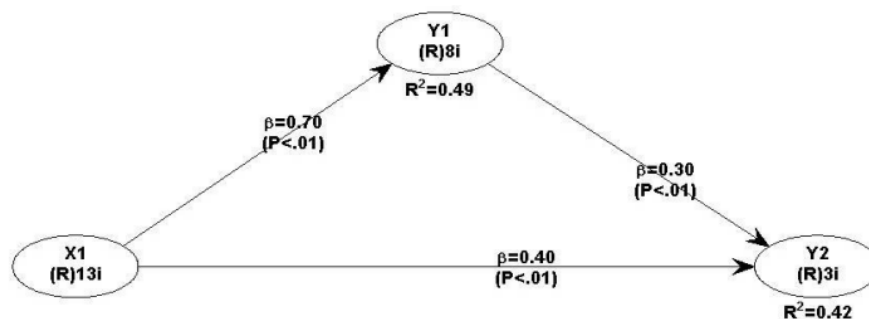 Y1
(R)8i
R²=0.49
β=0.70
(P<.01)
β=0.30
(P<.01)
X1
(R)13i
β=0.40
(P<.01)
Y2
(R)3i
R²=0.42